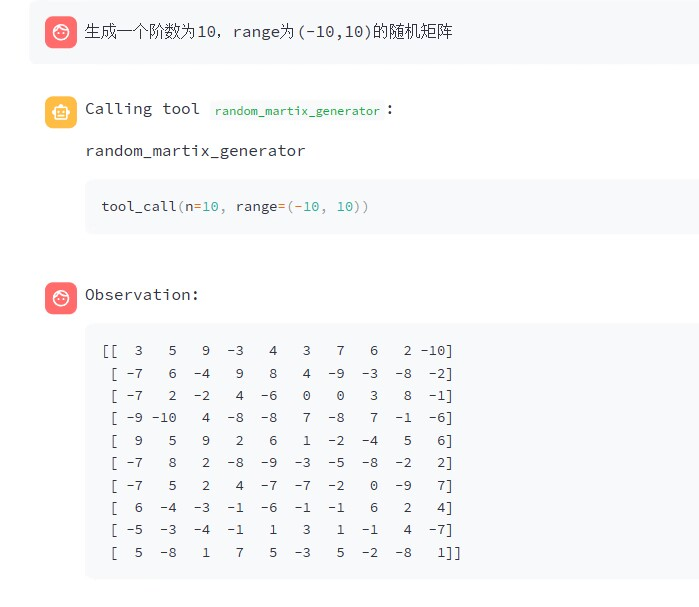 生成一个阶数为10，range为(-10,10)的随机矩阵
Calling tool random_martix_generator:
random_martix_generator
tool_call(n=10, range=(-10, 10))
Observation:
[[  3   5   9  -3   4   3   7   6   2 -10]
 [ -7   6  -4   9   8   4  -9  -3  -8  -2]
 [ -7   2  -2   4  -6   0   0   3   8  -1]
 [ -9 -10   4  -8  -8   7  -8   7  -1  -6]
 [  9   5   9   2   6   1  -2  -4   5   6]
 [ -7   8   2  -8  -9  -3  -5  -8  -2   2]
 [ -7   5   2   4  -7  -7  -2   0  -9   7]
 [  6  -4  -3  -1  -6  -1  -1   6   2   4]
 [ -5  -3  -4  -1   1   3   1  -1   4  -7]
 [  5  -8   1   7   5  -3   5  -2  -8   1]]